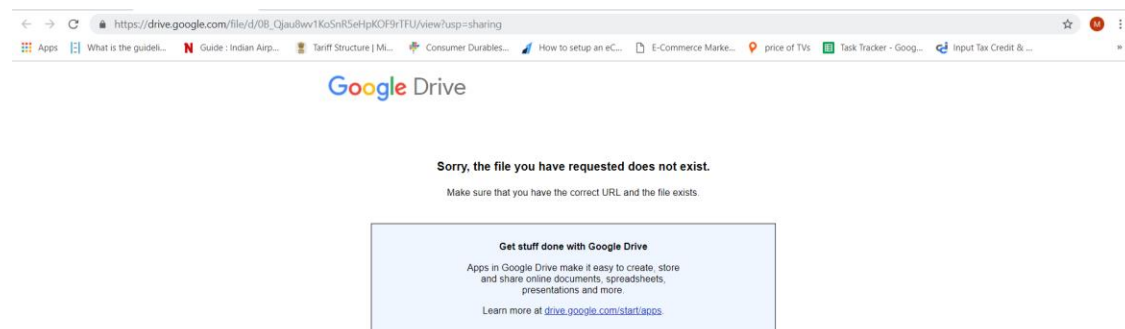 https://drive.google.com/file/d/0B_Qjau8wv1KoSnR5eHpKOF9rTFU/view?usp=sharing
M
Apps What is the guideli... N Guide : Indian Airp... Tariff Structure | Mi... Consumer Durables... How to setup an eC... E-Commerce Marke... price of TVs Task Tracker - Goog... Input Tax Credit & ... »
Google Drive
Sorry, the file you have requested does not exist.
Make sure that you have the correct URL and the file exists.
Get stuff done with Google Drive
Apps in Google Drive make it easy to create, store
and share online documents, spreadsheets,
presentations and more.
Learn more at drive.google.com/start/apps.